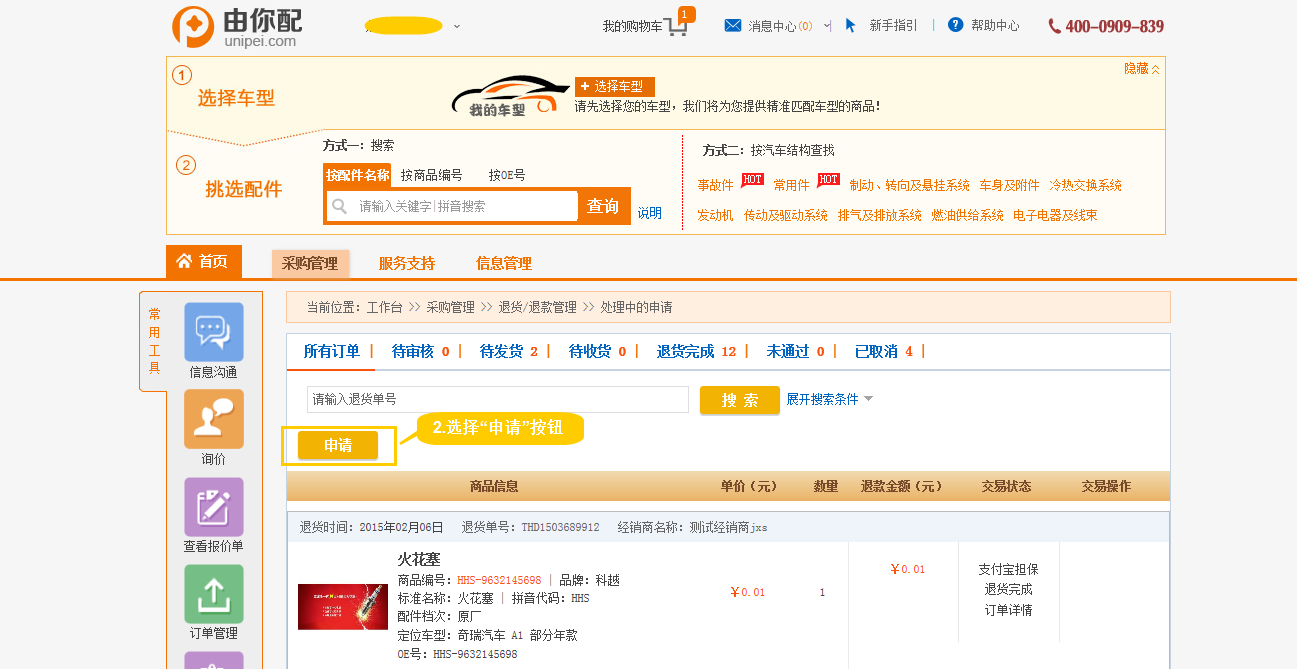 由你配
unipei.com
我的购物车 1
消息中心(0)
新手指引
帮助中心
400-0909-839
1
选择车型
我的车型
+ 选择车型
请先选择您的车型，我们将为您提供精准匹配车型的商品！
隐藏
2
挑选配件
方式一：搜索
按配件名称 按商品编号 按OE号
请输入关键字|拼音搜索
查询
说明
方式二：按汽车结构查找
事故件 HOT 常用件 HOT 制动、转向及悬挂系统 车身及附件 冷热交换系统
发动机 传动及驱动系统 排气及排放系统 燃油供给系统 电子电器及线束
首页 采购管理 服务支持 信息管理
常用工具
信息沟通
询价
查看报价单
订单管理
当前位置：工作台 >> 采购管理 >> 退货/退款管理 >> 处理中的申请
所有订单 | 待审核 0 | 待发货 2 | 待收货 0 | 退货完成 12 | 未通过 0 | 已取消 4 |
请输入退货单号
搜 索
展开搜索条件
申请
2.选择“申请”按钮
商品信息 单价（元） 数量 退款金额（元） 交易状态 交易操作
退货时间：2015年02月06日 退货单号：THD1503689912 经销商名称：测试经销商jxs
火花塞
商品编号：HHS-9632145698 | 品牌：科越
标准名称：火花塞 | 拼音代码：HHS
配件档次：原厂
定位车型：奇瑞汽车 A1 部分年款
OE号：HHS-9632145698
￥0.01
1
￥0.01
支付宝担保
退货完成
订单详情